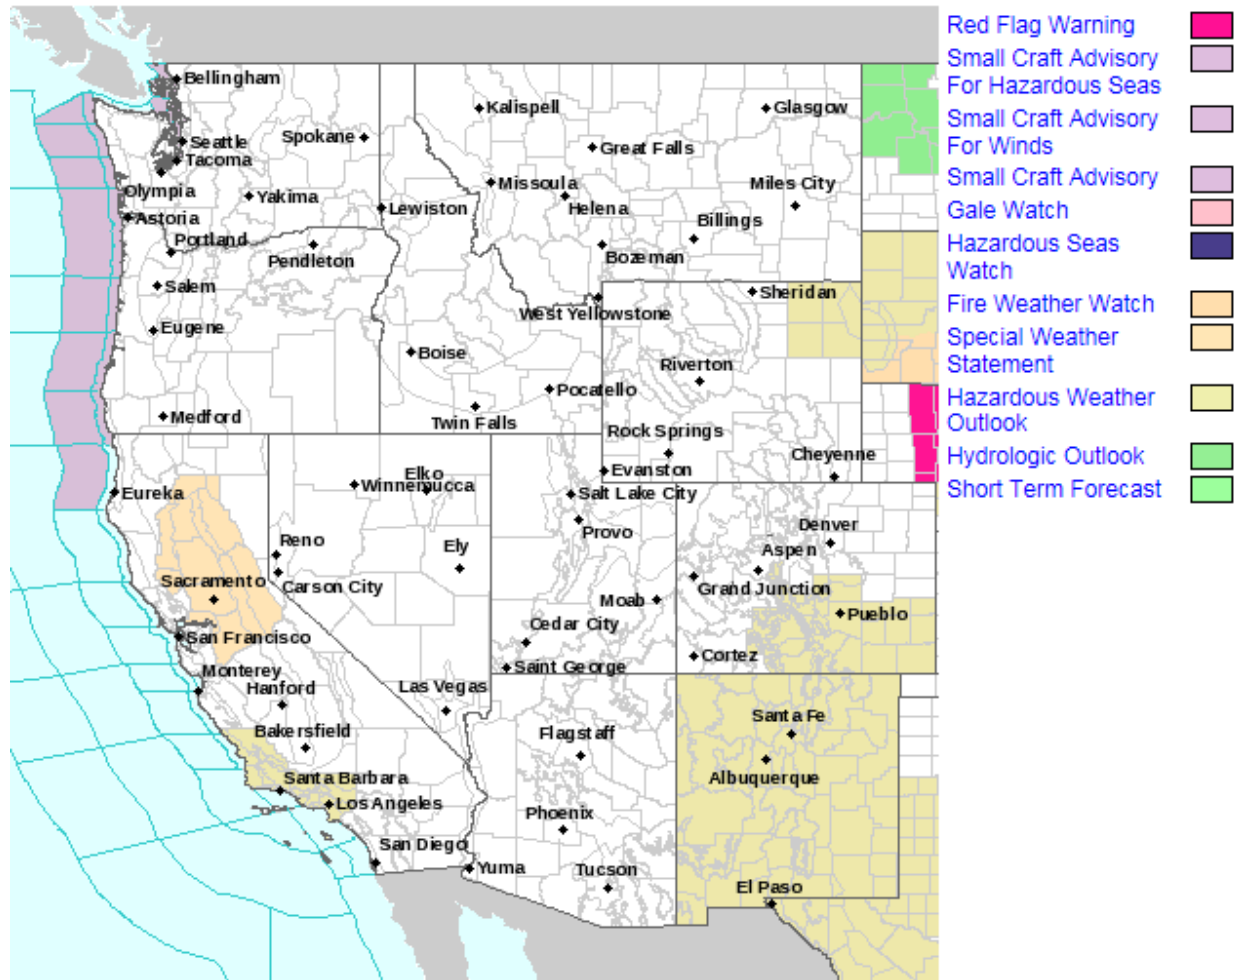 Red Flag Warning
Small Craft Advisory
For Hazardous Seas
Small Craft Advisory
For Winds
Small Craft Advisory
Gale Watch
Hazardous Seas
Watch
Fire Weather Watch
Special Weather
Statement
Hazardous Weather
Outlook
Hydrologic Outlook
Short Term Forecast
Bellingham
Kalispell
Glasgow
Seattle
Spokane
Tacoma
Great Falls
Olympia
Yakima
Missoula
Miles City
Astoria
Lewiston
Helena
Billings
Portland
Pendleton
Bozeman
Salem
Sheridan
Eugene
West Yellowstone
Boise
Riverton
Pocatello
Medford
Twin Falls
Rock Springs
Cheyenne
Evanston
Elko
Winnemucca
Eureka
Salt Lake City
Denver
Provo
Reno
Ely
Aspen
Sacramento
Carson City
Grand Junction
Moab
Pueblo
Cedar City
San Francisco
Cortez
Saint George
Monterey
Hanford
Las Vegas
Santa Fe
Bakersfield
Flagstaff
Santa Barbara
Albuquerque
Los Angeles
Phoenix
San Diego
Yuma
Tucson
El Paso